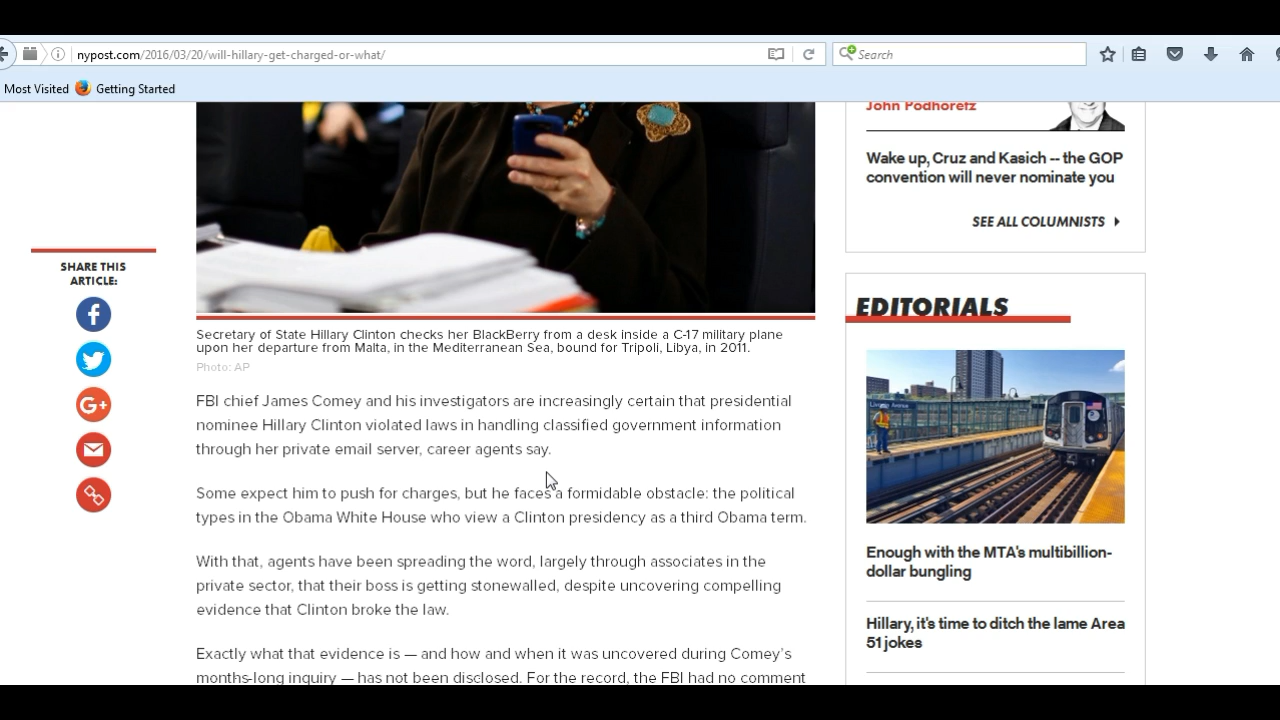 nypost.com/2016/03/20/will-hillary-get-charged-or-what/
Search
Most Visited
Getting Started
SHARE THIS
ARTICLE:
Secretary of State Hillary Clinton checks her BlackBerry from a desk inside a C-17 military plane
upon her departure from Malta, in the Mediterranean Sea, bound for Tripoli, Libya, in 2011.
Photo: AP
FBI chief James Comey and his investigators are increasingly certain that presidential
nominee Hillary Clinton violated laws in handling classified government information
through her private email server, career agents say.
Some expect him to push for charges, but he faces a formidable obstacle: the political
types in the Obama White House who view a Clinton presidency as a third Obama term.
With that, agents have been spreading the word, largely through associates in the
private sector, that their boss is getting stonewalled, despite uncovering compelling
evidence that Clinton broke the law.
Exactly what that evidence is — and how and when it was uncovered during Comey's
months-long inquiry — has not been disclosed. For the record, the FBI had no comment
John Podhoretz
Wake up, Cruz and Kasich -- the GOP
convention will never nominate you
SEE ALL COLUMNISTS
EDITORIALS
Enough with the MTA's multibillion-
dollar bungling
Hillary, it's time to ditch the lame Area
51 jokes